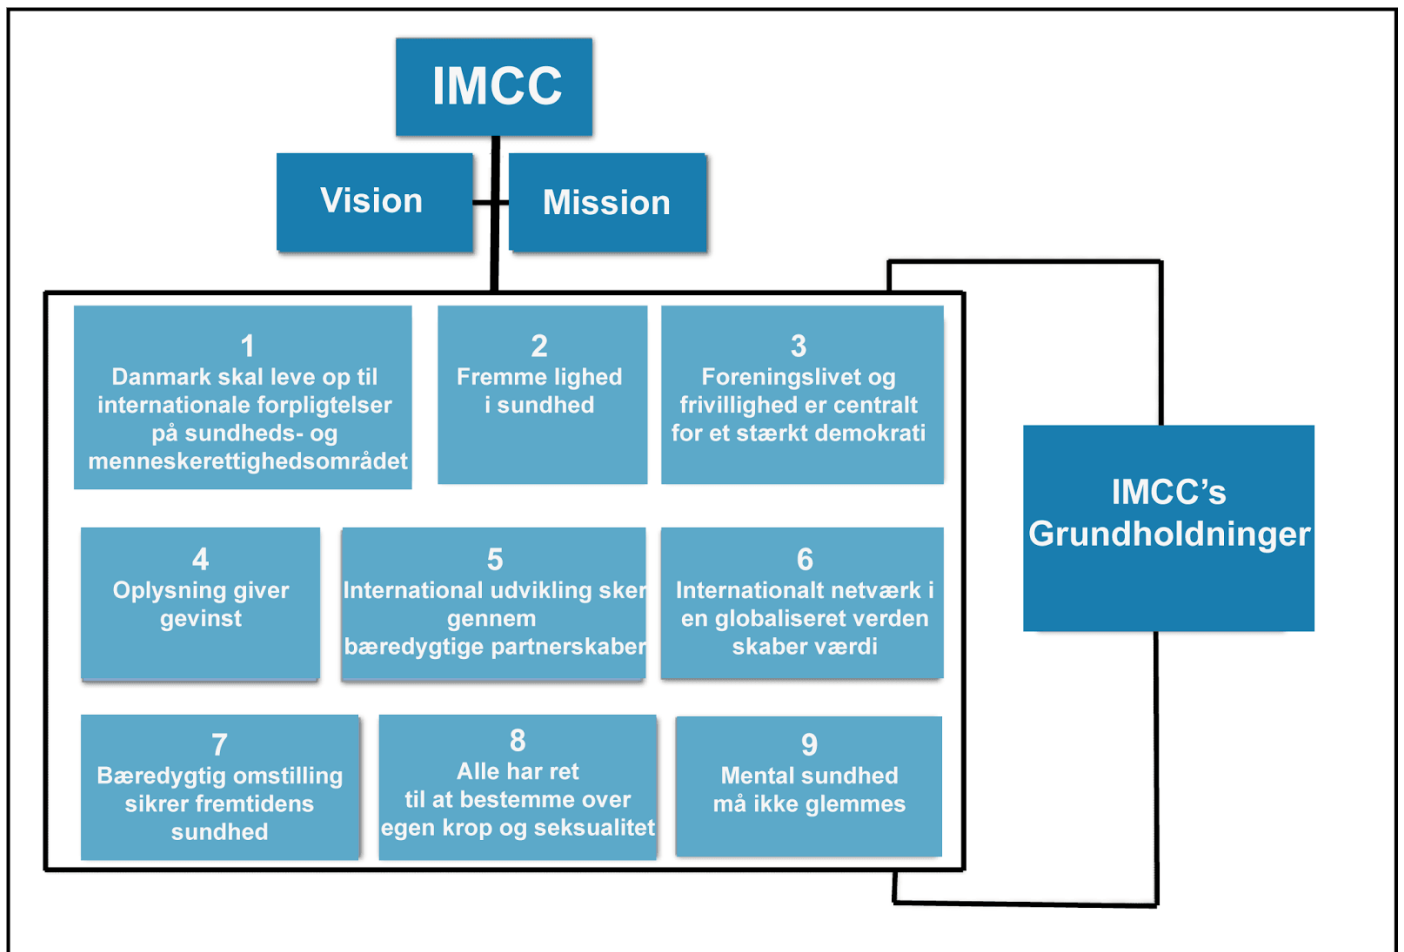 IMCC
Vision
Mission
1
Danmark skal leve op til
internationale forpligtelser
på sundheds- og
menneskerettighedsområdet
2
Fremme lighed
i sundhed
3
Foreningslivet og
frivillighed er centralt
for et stærkt demokrati
4
Oplysning giver
gevinst
5
International udvikling sker
gennem
bæredygtige partnerskaber
6
Internationalt netværk i
en globaliseret verden
skaber værdi
7
Bæredygtig omstilling
sikrer fremtidens
sundhed
8
Alle har ret
til at bestemme over
egen krop og seksualitet
9
Mental sundhed
må ikke glemmes
IMCC’s
Grundholdninger